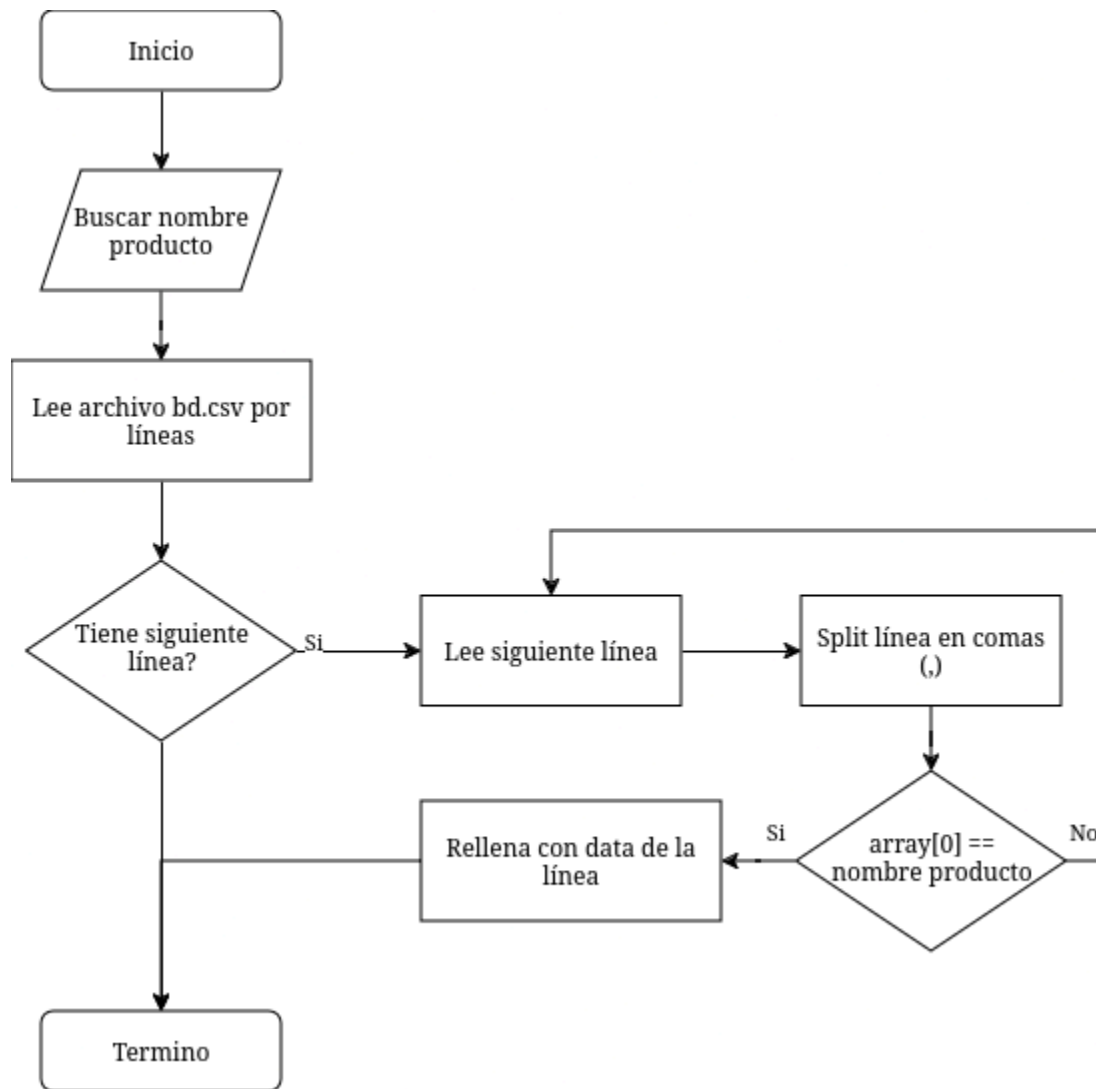 Inicio
Buscar nombre
producto
Lee archivo bd.csv por
líneas
Tiene siguiente
línea?
Si
Lee siguiente línea
Split línea en comas
(,)
array[0] ==
nombre producto
Si
No
Rellena con data de la
línea
Termino